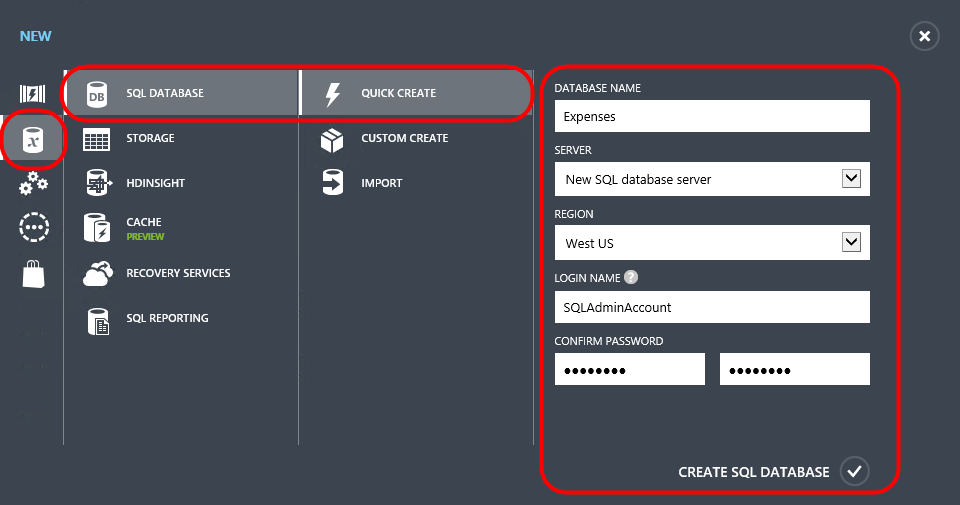 NEW
SQL DATABASE
STORAGE
HDINSIGHT
CACHE
PREVIEW
RECOVERY SERVICES
SQL REPORTING
QUICK CREATE
CUSTOM CREATE
IMPORT
DATABASE NAME
Expenses
SERVER
New SQL database server
REGION
West US
LOGIN NAME ?
SQLAdminAccount
CONFIRM PASSWORD
•••••••• ••••••••
CREATE SQL DATABASE
DB
x